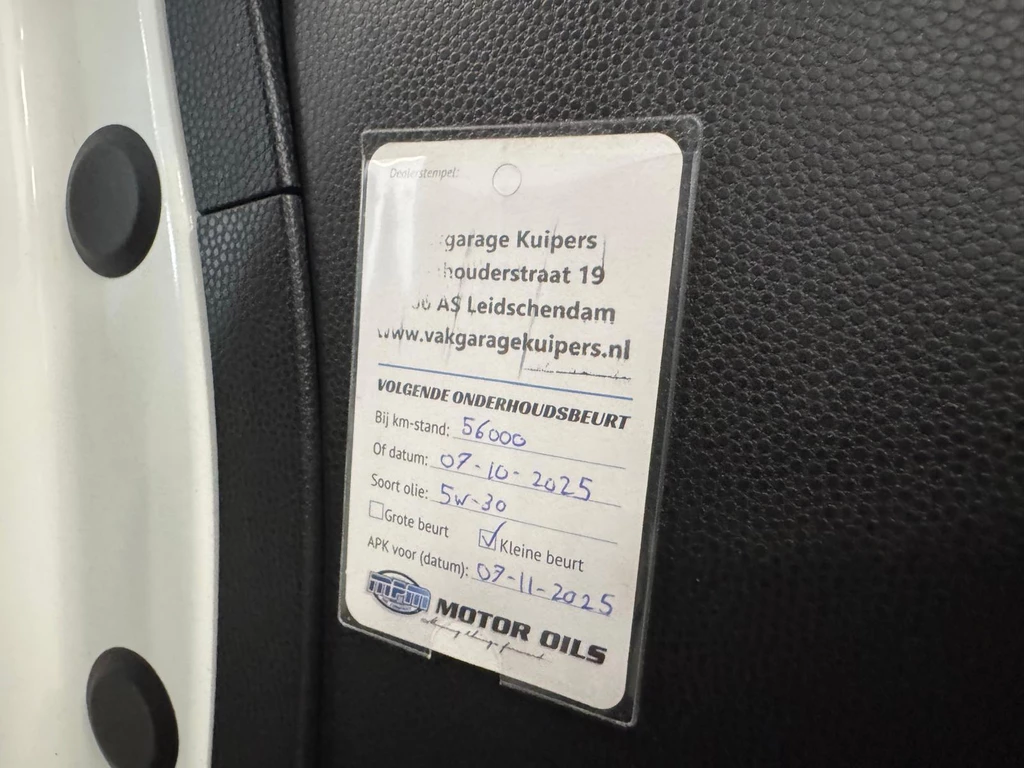 Dealerstempel:
garage Kuipers
houderstraat 19
AS Leidschendam
www.vakgaragekuipers.nl
VOLGENDE ONDERHOUDSBEURT
Bij km-stand: 56000
Of datum: 07-10-2025
Soort olie: 5W-30
Grote beurt Kleine beurt
APK voor (datum): 07-11-2025
MPM MOTOR OILS